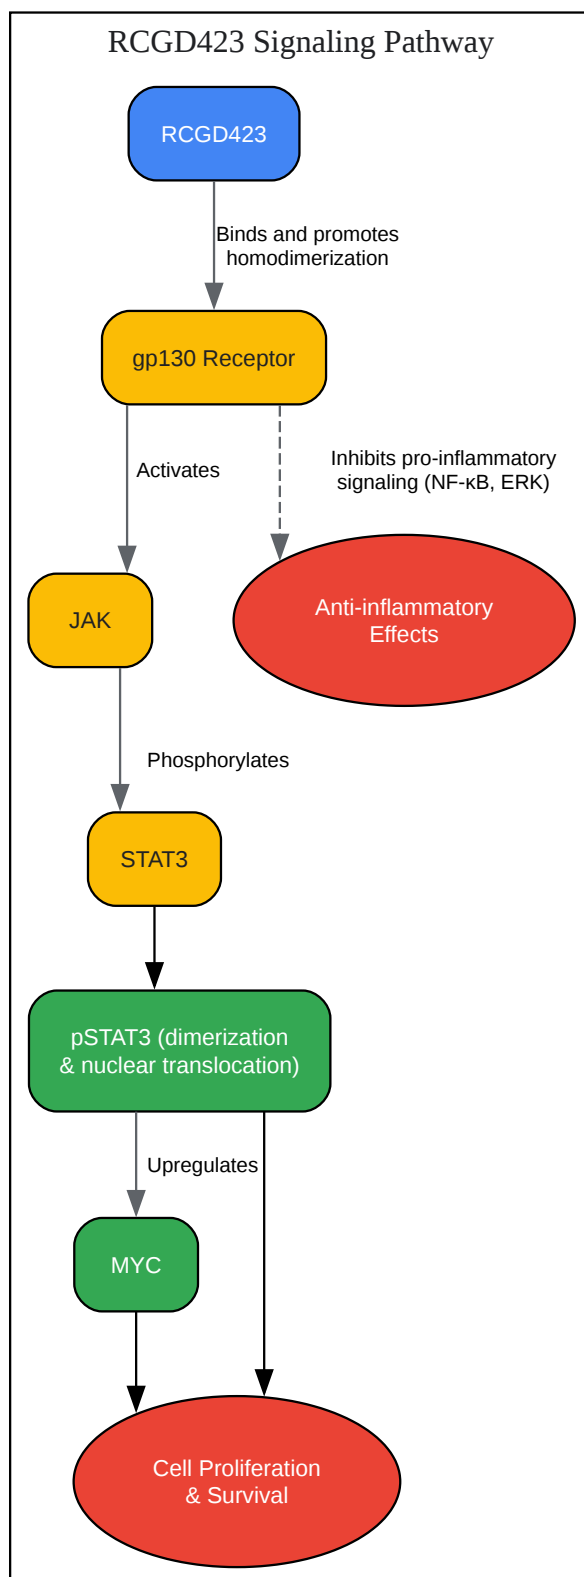 RCGD423 Signaling Pathway
RCGD423
Binds and promotes
homodimerization
gp130 Receptor
Activates
Inhibits pro-inflammatory
signaling (NF-κB, ERK)
JAK
Anti-inflammatory
Effects
Phosphorylates
STAT3
pSTAT3 (dimerization
& nuclear translocation)
Upregulates
MYC
Cell Proliferation
& Survival